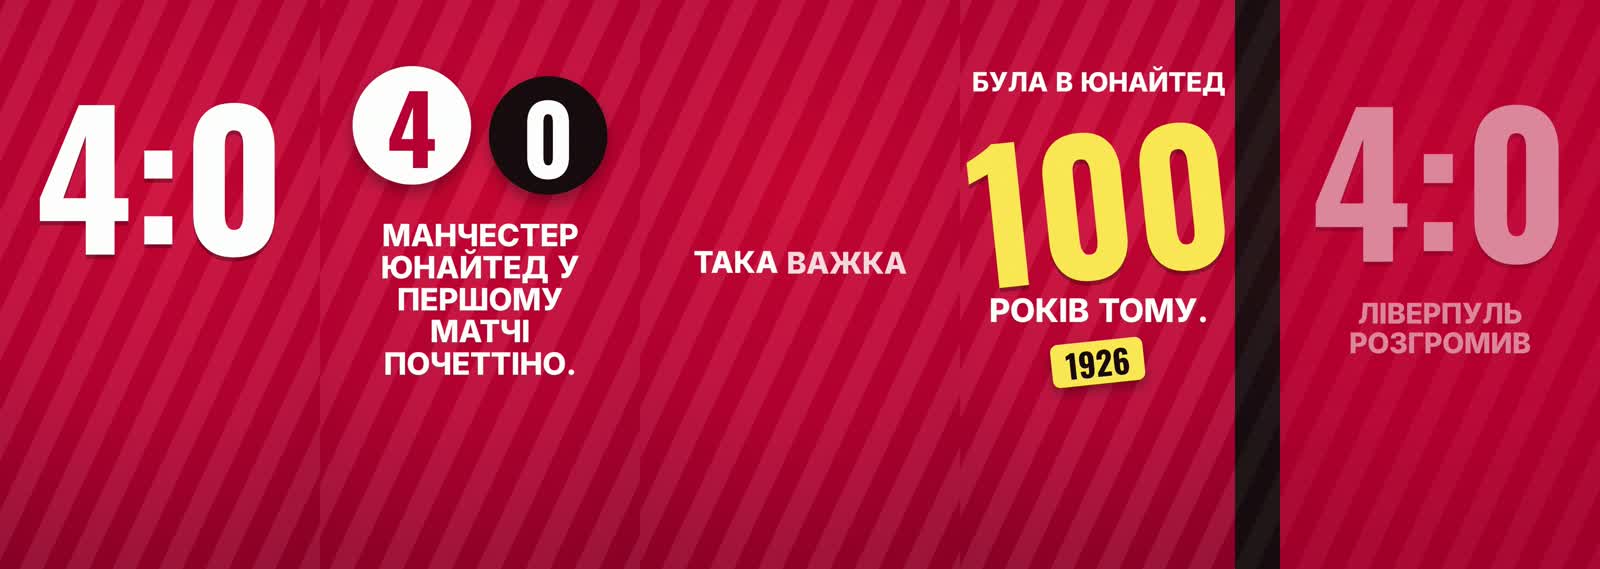 4:0
4 0
МАНЧЕСТЕР
ЮНАЙТЕД У
ПЕРШОМУ
МАТЧІ
ПОЧЕТТІНО.
ТАКА ВАЖКА
БУЛА В ЮНАЙТЕД
100
РОКІВ ТОМУ.
1926
4:0
ЛІВЕРПУЛЬ
РОЗГРОМИВ